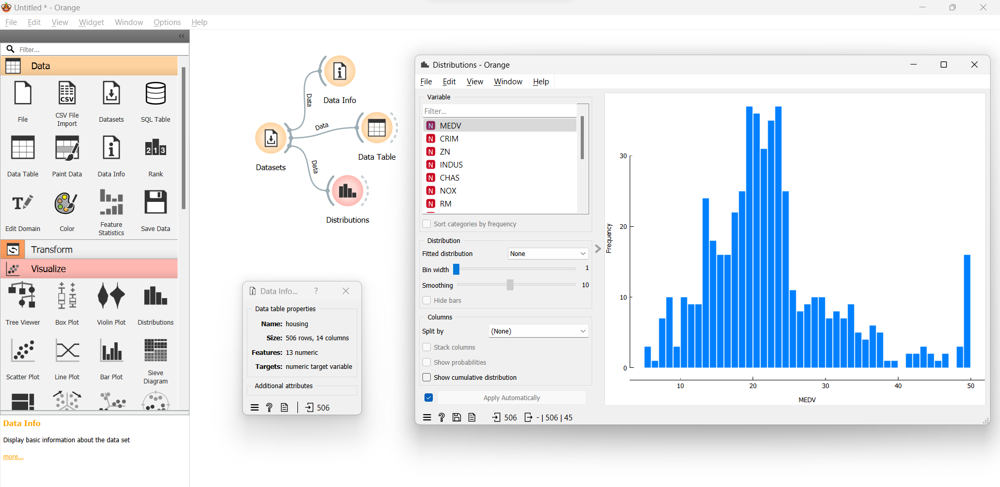 Untitled * - Orange
File Edit View Widget Window Options Help
Filter...
Data
File
CSV File Import
Datasets
SQL Table
Data Table
Paint Data
Data Info
Rank
Edit Domain
Color
Feature Statistics
Save Data
Transform
Visualize
Tree Viewer
Box Plot
Violin Plot
Distributions
Scatter Plot
Line Plot
Bar Plot
Sieve Diagram
Data Info
Display basic information about the data set
more...
Data
Data Info
Data
Data Table
Datasets
Data
Distributions
Data Info... ?
Data table properties
Name: housing
Size: 506 rows, 14 columns
Features: 13 numeric
Targets: numeric target variable
Additional attributes
? 506
Distributions - Orange
File Edit View Window Help
Variable
Filter...
N MEDV
N CRIM
N ZN
N INDUS
N CHAS
N NOX
N RM
Sort categories by frequency
Distribution
Fitted distribution None
Bin width 1
Smoothing 10
Hide bars
Columns
Split by (None)
Stack columns
Show probabilities
Show cumulative distribution
Apply Automatically
? 506 - | 506 | 45
Frequency
30
20
10
0
10 20 30 40 50
MEDV